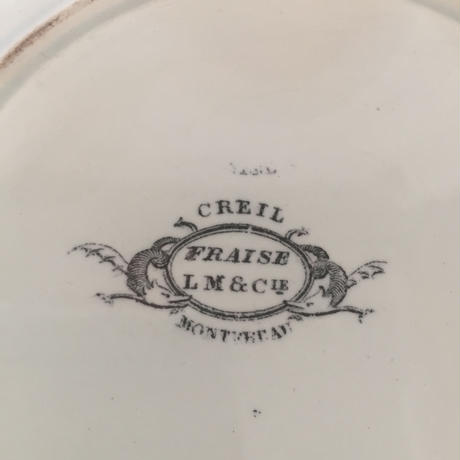 CREIL
FRAISE
L M & CIE
MONTEREAU